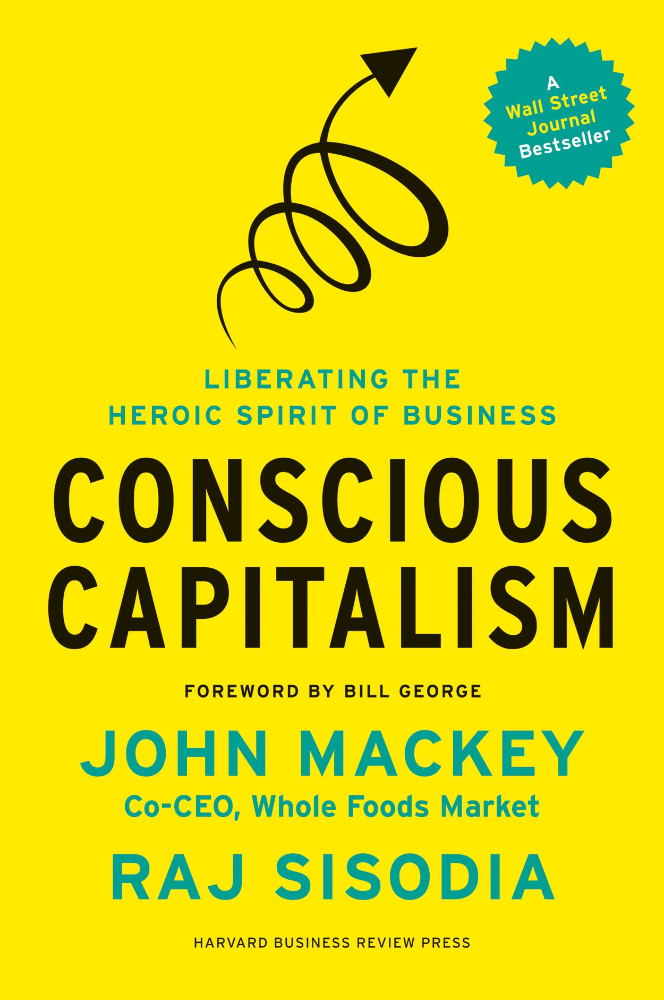 A
Wall Street
Journal
Bestseller
LIBERATING THE
HEROIC SPIRIT OF BUSINESS
CONSCIOUS
CAPITALISM
FOREWORD BY BILL GEORGE
JOHN MACKEY
Co-CEO, Whole Foods Market
RAJ SISODIA
HARVARD BUSINESS REVIEW PRESS